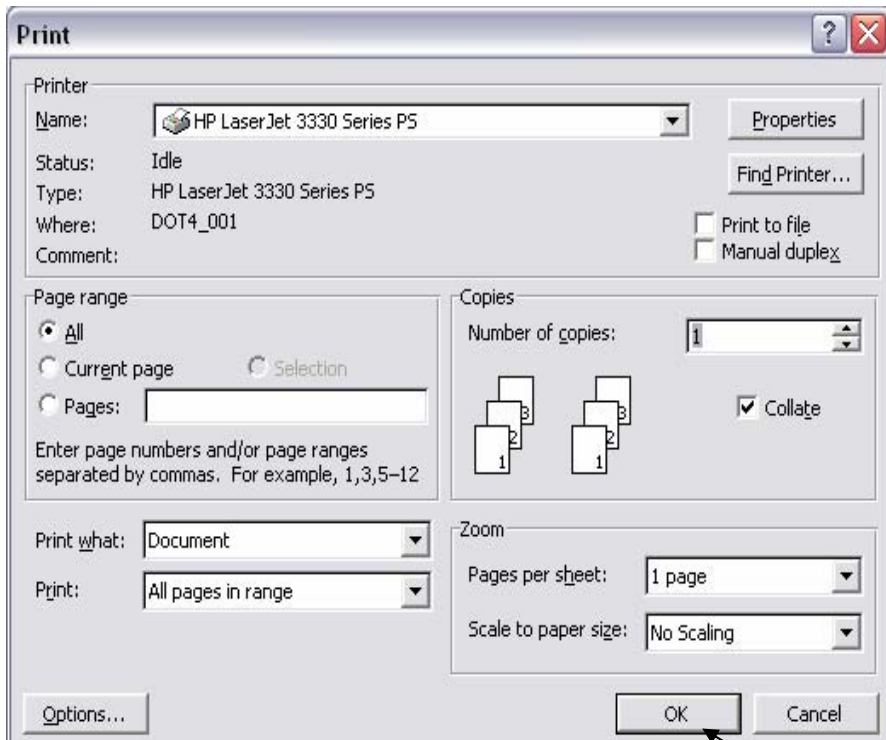 Print
Printer
Name: HP LaserJet 3330 Series PS
Properties
Status: Idle
Find Printer...
Type: HP LaserJet 3330 Series PS
Where: DOT4_001
Print to file
Comment:
Manual duplex
Page range
All
Current page Selection
Pages:
Enter page numbers and/or page ranges
separated by commas. For example, 1,3,5–12
Copies
Number of copies: 1
3 3
2 2
1 1
Collate
Print what: Document
Print: All pages in range
Zoom
Pages per sheet: 1 page
Scale to paper size: No Scaling
Options...
OK
Cancel